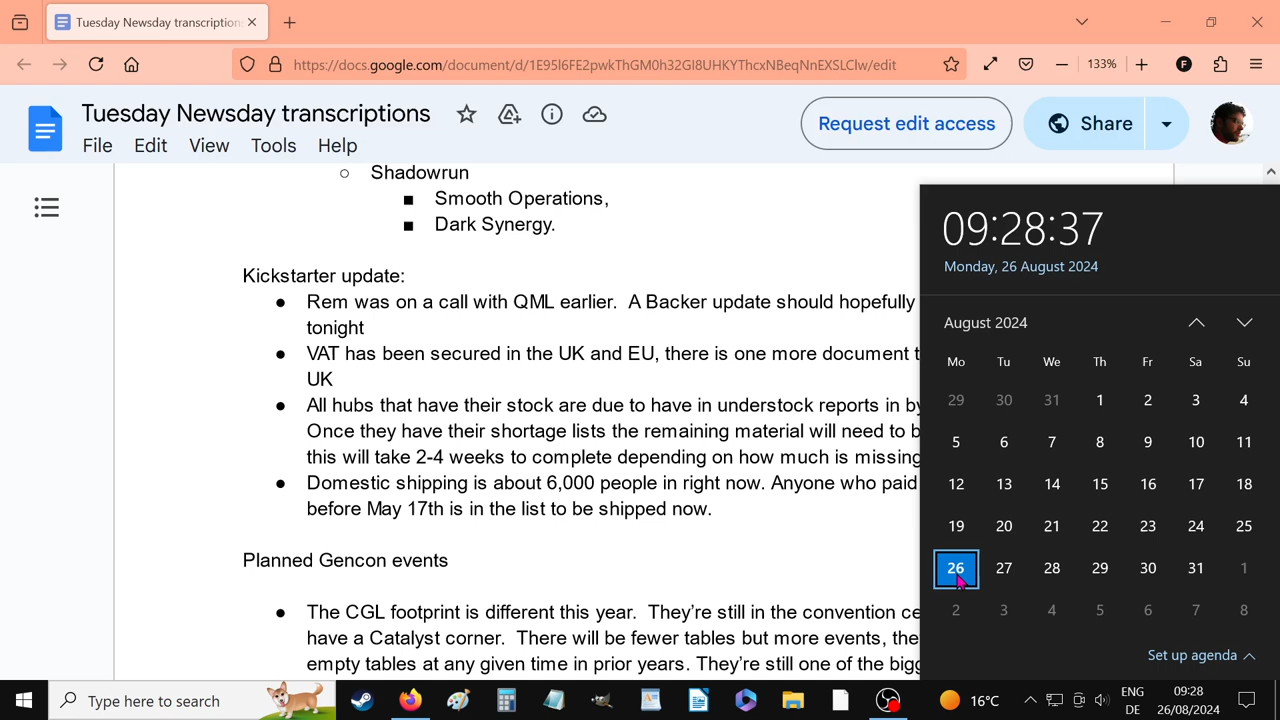 Tuesday Newsday transcriptions
https://docs.google.com/document/d/1E95I6FE2pwkThGM0h32GI8UHKYThcxNBeqNnEXSLClw/edit
133%
Tuesday Newsday transcriptions
File Edit View Tools Help
Request edit access
Share
Shadowrun
Smooth Operations,
Dark Synergy.
Kickstarter update:
Rem was on a call with QML earlier. A Backer update should hopefully
tonight
VAT has been secured in the UK and EU, there is one more document
UK
All hubs that have their stock are due to have in understock reports in by
Once they have their shortage lists the remaining material will need to
this will take 2-4 weeks to complete depending on how much is missing
Domestic shipping is about 6,000 people in right now. Anyone who paid
before May 17th is in the list to be shipped now.
Planned Gencon events
The CGL footprint is different this year. They're still in the convention
have a Catalyst corner. There will be fewer tables but more events,
empty tables at any given time in prior years. They're still one of the
09:28:37
Monday, 26 August 2024
August 2024
Mo Tu We Th Fr Sa Su
29 30 31 1 2 3 4
5 6 7 8 9 10 11
12 13 14 15 16 17 18
19 20 21 22 23 24 25
26 27 28 29 30 31 1
2 3 4 5 6 7 8
Set up agenda
Type here to search
16°C
ENG
DE
09:28
26/08/2024